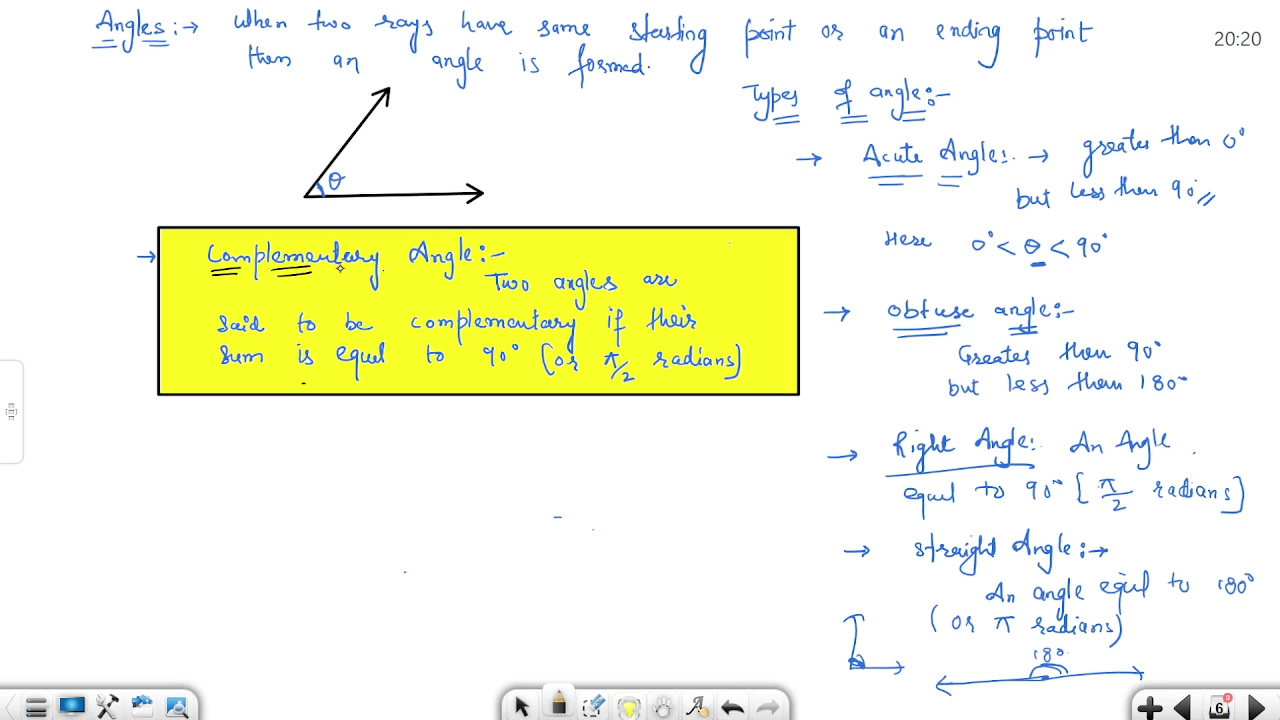 Angles :→ When two rays have same starting point or an ending point
then an angle is formed.
20:20
θ
→ Complementary Angle:-
Two angles are
said to be complementary if their
sum is equal to 90° (or π/2 radians)
Types of angle:-
→ Acute Angle: → greater than 0°
but less then 90°
Here 0° < θ < 90°
→ Obtuse angle:-
Greater then 90°
but less then 180°
→ Right Angle: An Angle
equal to 90° [π/2 radians]
→ Straight Angle:→
An angle equal to 180°
(or π radians)
180°
6